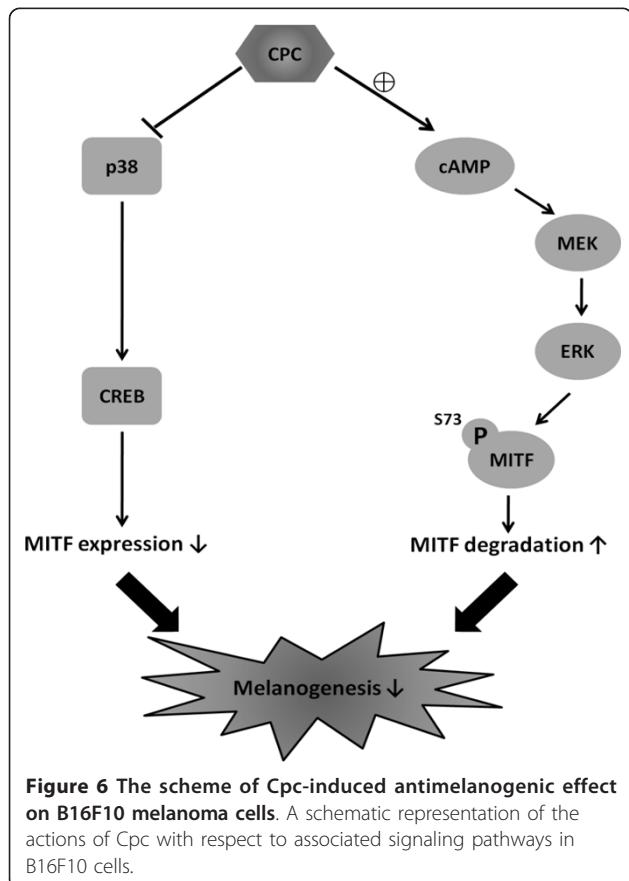 CPC
⊕
p38
cAMP
MEK
CREB
ERK
S73
P
MITF
MITF expression ↓
MITF degradation ↑
Melanogenesis ↓
Figure 6 The scheme of Cpc-induced antimelanogenic effect
on B16F10 melanoma cells. A schematic representation of the
actions of Cpc with respect to associated signaling pathways in
B16F10 cells.